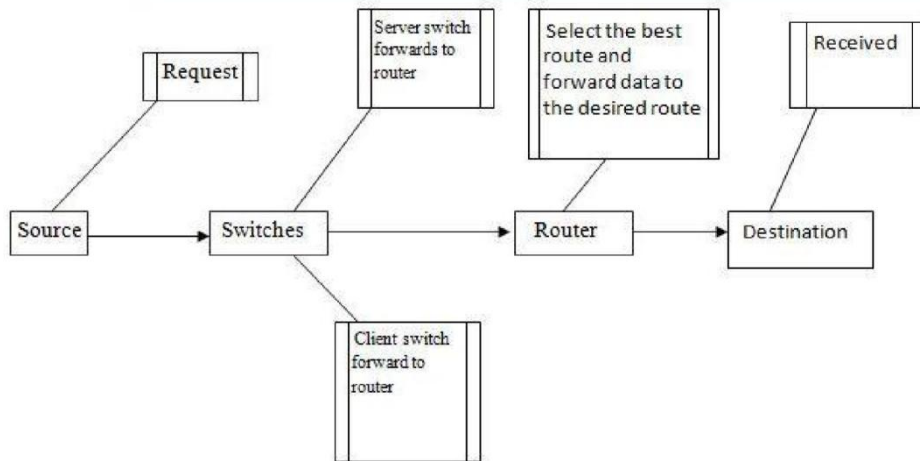 Request
Server switch
forwards to
router
Select the best
route and
forward data to
the desired route
Received
Source
Switches
Router
Destination
Client switch
forward to
router